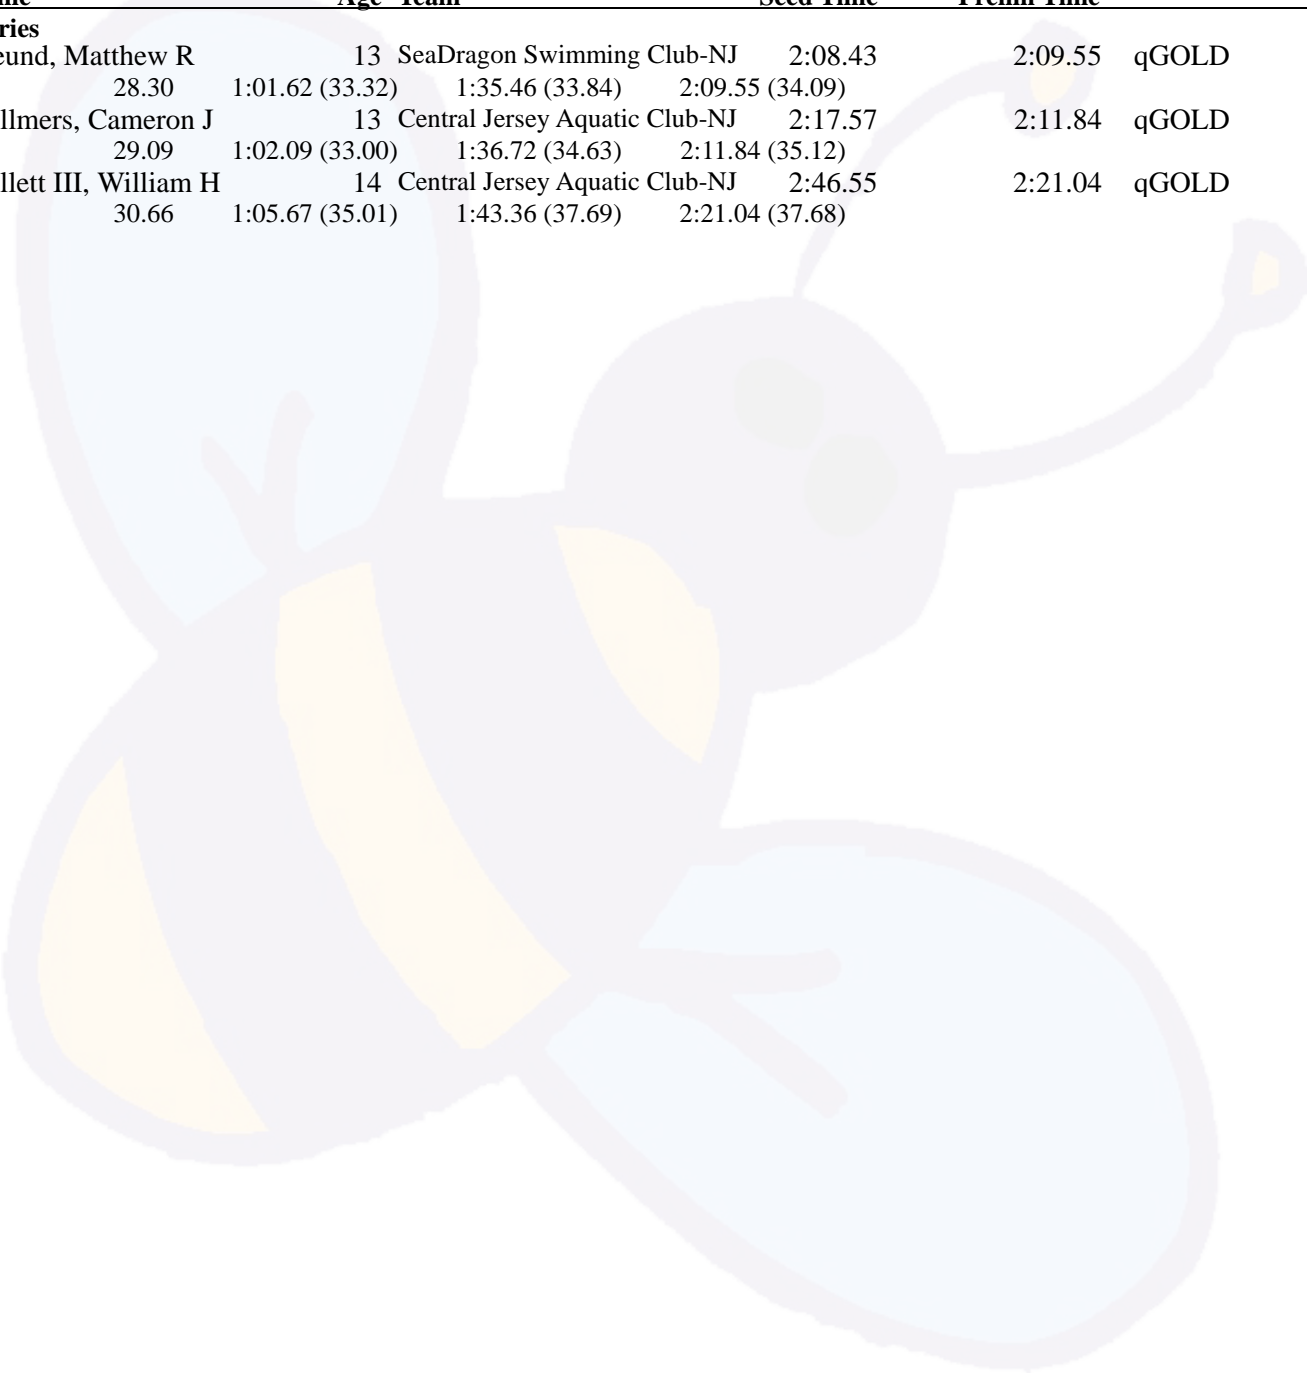 Age Team Seed Time Prelim Time
Matthew R 13 SeaDragon Swimming Club-NJ 2:08.43 2:09.55 qGOLD
28.30 1:01.62 (33.32) 1:35.46 (33.84) 2:09.55 (34.09)
Cameron J 13 Central Jersey Aquatic Club-NJ 2:17.57 2:11.84 qGOLD
29.09 1:02.09 (33.00) 1:36.72 (34.63) 2:11.84 (35.12)
III, William H 14 Central Jersey Aquatic Club-NJ 2:46.55 2:21.04 qGOLD
30.66 1:05.67 (35.01) 1:43.36 (37.69) 2:21.04 (37.68)